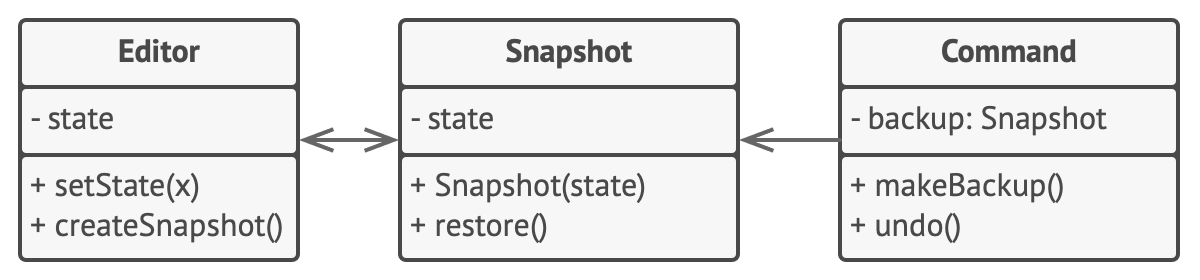 Editor
- state
+ setState(x)
+ createSnapshot()
Snapshot
- state
+ Snapshot(state)
+ restore()
Command
- backup: Snapshot
+ makeBackup()
+ undo()